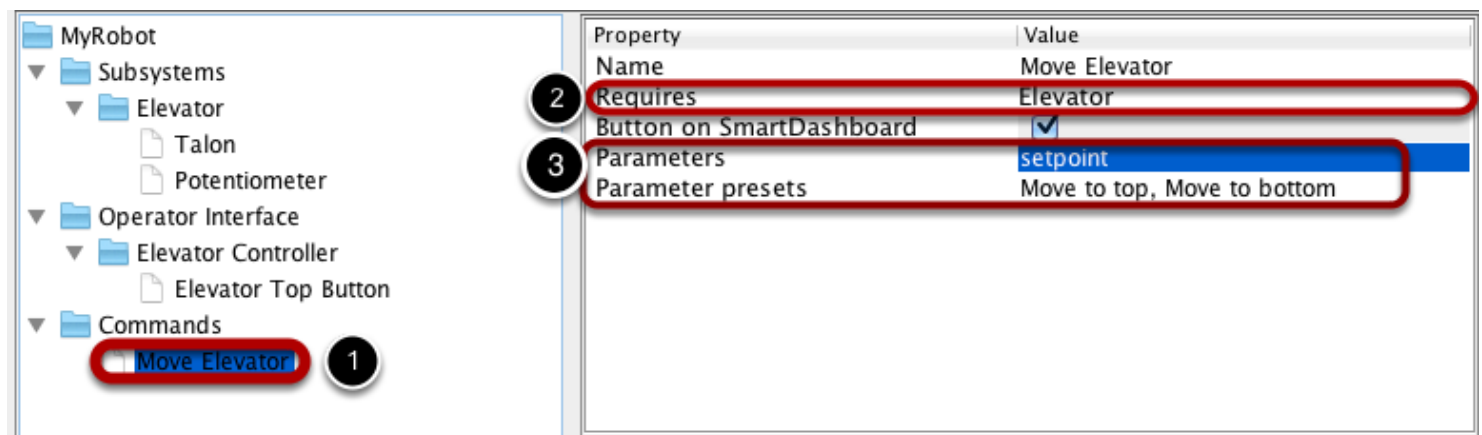 MyRobot
Subsystems
Elevator
Talon
Potentiometer
Operator Interface
Elevator Controller
Elevator Top Button
Commands
Move Elevator
1
Property Value
Name Move Elevator
2 Requires Elevator
Button on SmartDashboard
3 Parameters setpoint
Parameter presets Move to top, Move to bottom